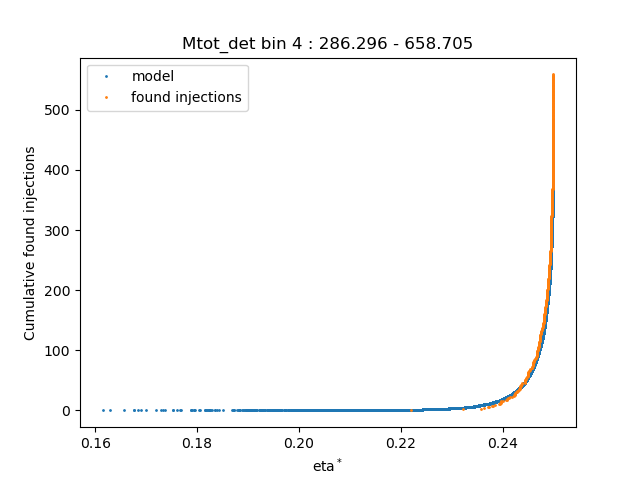 Mtot_det bin 4 : 286.296 - 658.705
model
found injections
Cumulative found injections
500
400
300
200
100
0
0.16 0.18 0.20 0.22 0.24
eta*